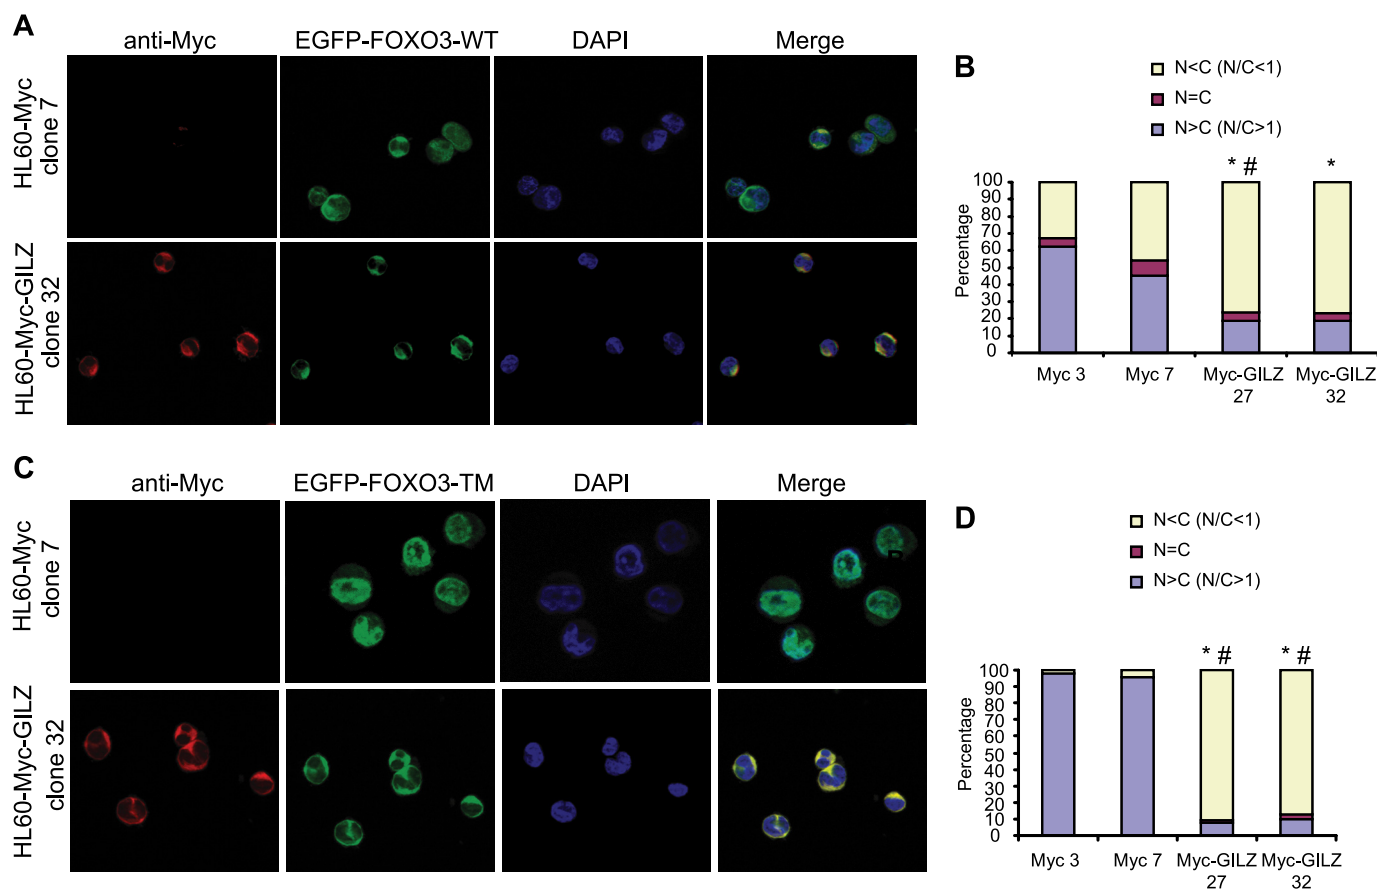 A
anti-Myc EGFP-FOXO3-WT DAPI Merge
HL60-Myc
clone 7
HL60-Myc-GILZ
clone 32
B
N<C (N/C<1)
N=C
N>C (N/C>1)
* # *
Percentage
100
90
80
70
60
50
40
30
20
10
0
Myc 3 Myc 7 Myc-GILZ Myc-GILZ
27 32
C
anti-Myc EGFP-FOXO3-TM DAPI Merge
HL60-Myc
clone 7
HL60-Myc-GILZ
clone 32
D
N<C (N/C<1)
N=C
N>C (N/C>1)
* # * #
Percentage
100
90
80
70
60
50
40
30
20
10
0
Myc 3 Myc 7 Myc-GILZ Myc-GILZ
27 32